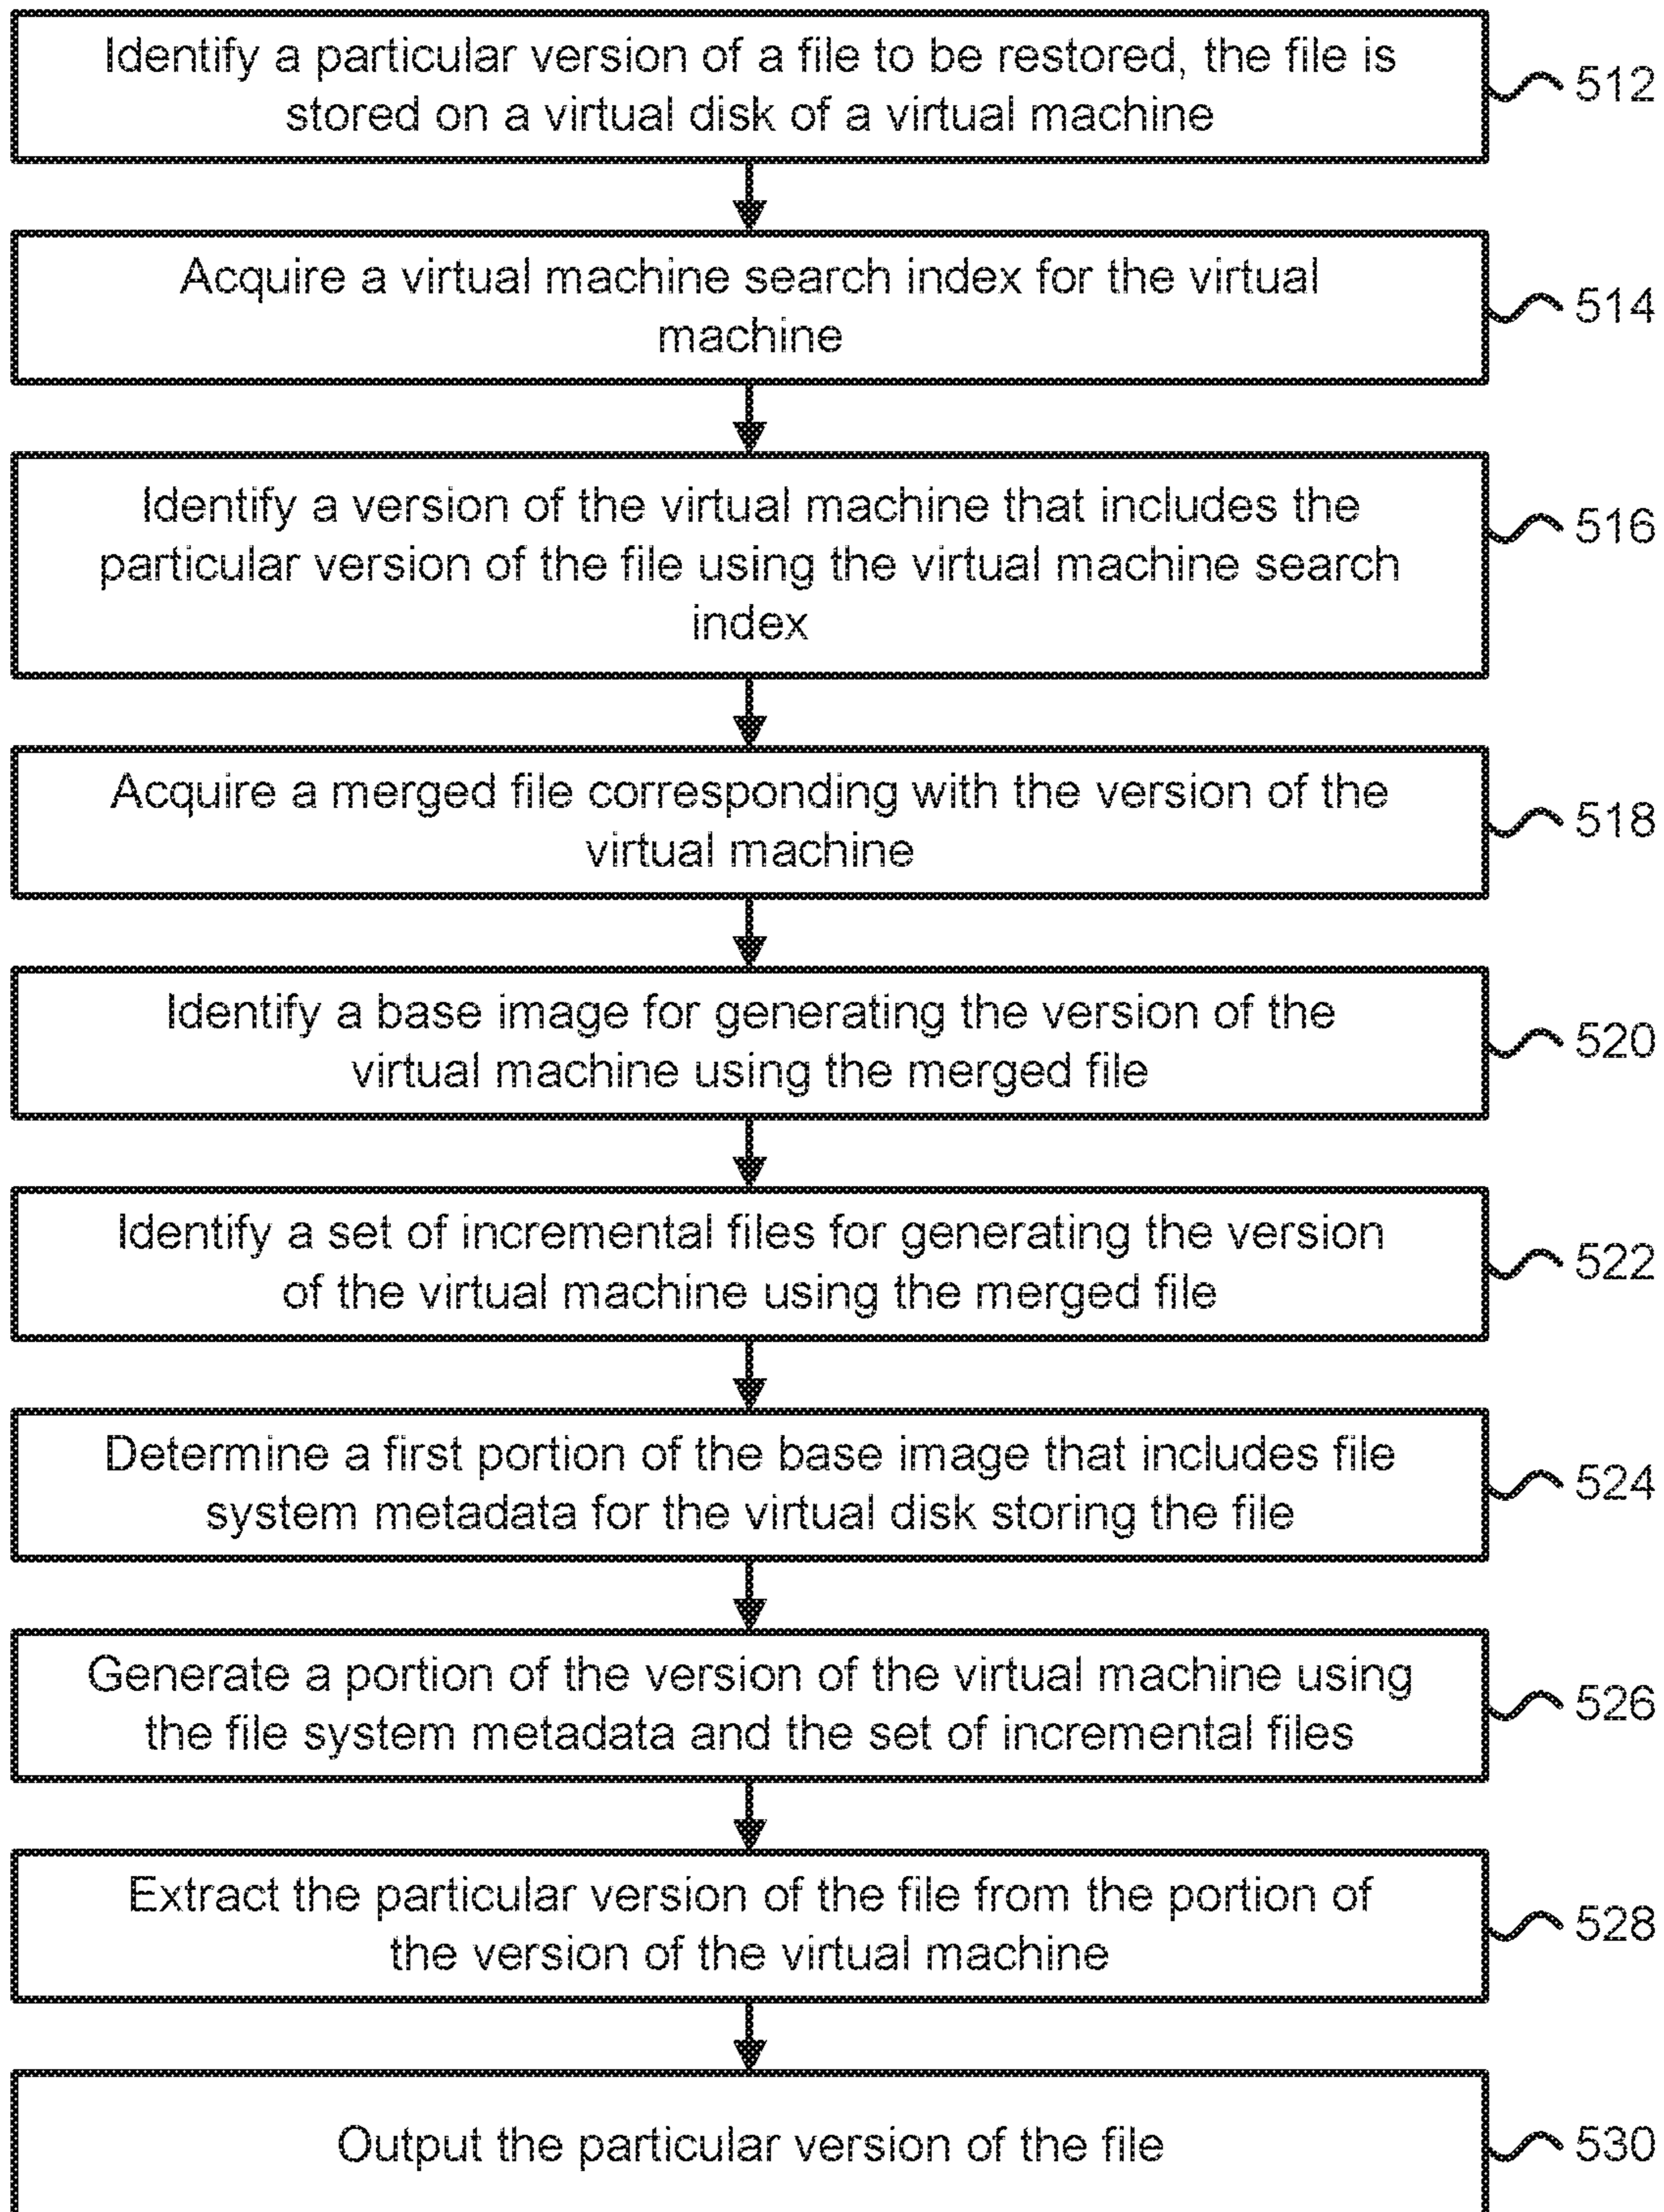 Identify a particular version of a file to be restored, the file is
stored on a virtual disk of a virtual machine
512
Acquire a virtual machine search index for the virtual
machine
514
Identify a version of the virtual machine that includes the
particular version of the file using the virtual machine search
index
516
Acquire a merged file corresponding with the version of the
virtual machine
518
Identify a base image for generating the version of the
virtual machine using the merged file
520
Identify a set of incremental files for generating the version
of the virtual machine using the merged file
522
Determine a first portion of the base image that includes file
system metadata for the virtual disk storing the file
524
Generate a portion of the version of the virtual machine using
the file system metadata and the set of incremental files
526
Extract the particular version of the file from the portion of
the version of the virtual machine
528
Output the particular version of the file
530